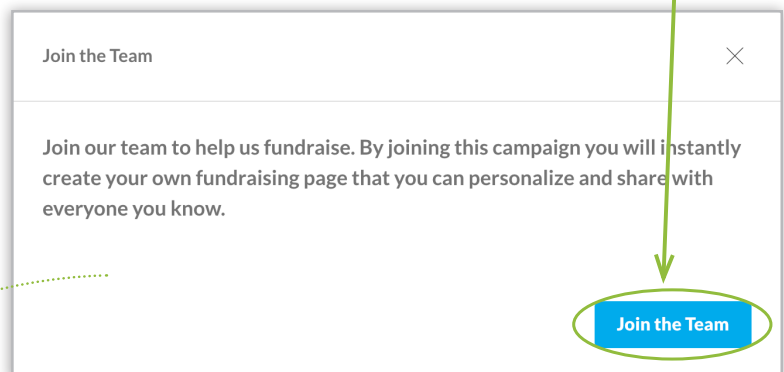 Join the Team
Join our team to help us fundraise. By joining this campaign you will instantly
create your own fundraising page that you can personalize and share with
everyone you know.
Join the Team